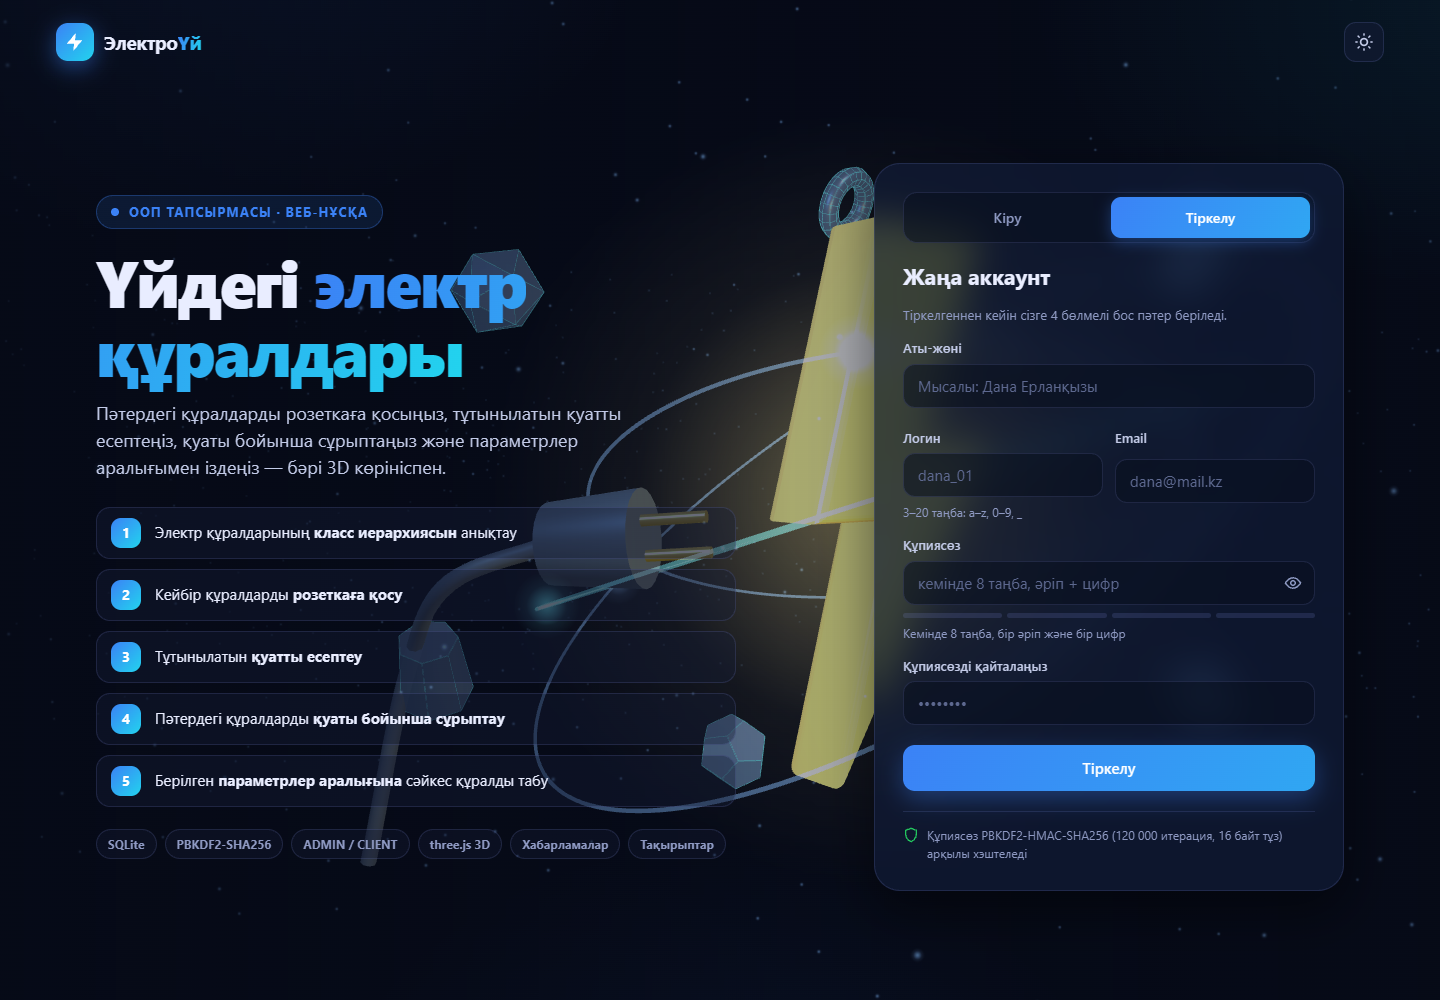 ЭлектроҮй
ООП ТАПСЫРМАСЫ · ВЕБ-НҰСҚА
Үйдегі электр
құралдары
Пәтердегі құралдарды розеткаға қосыңыз, тұтынылатын қуатты
есептеңіз, қуаты бойынша сұрыптаңыз және параметрлер
аралығымен іздеңіз — бәрі 3D көрініспен.
1 Электр құралдарының класс иерархиясын анықтау
2 Кейбір құралдарды розеткаға қосу
3 Тұтынылатын қуатты есептеу
4 Пәтердегі құралдарды қуаты бойынша сұрыптау
5 Берілген параметрлер аралығына сәйкес құралды табу
SQLite PBKDF2-SHA256 ADMIN / CLIENT three.js 3D Хабарламалар Тақырыптар
Кіру Тіркелу
Жаңа аккаунт
Тіркелгеннен кейін сізге 4 бөлмелі бос пәтер беріледі.
Аты-жөні
Мысалы: Дана Ерланқызы
Логин Email
dana_01 dana@mail.kz
3–20 таңба: a–z, 0–9, _
Құпиясөз
кемінде 8 таңба, әріп + цифр
Кемінде 8 таңба, бір әріп және бір цифр
Құпиясөзді қайталаңыз
••••••••
Тіркелу
Құпиясөз PBKDF2-HMAC-SHA256 (120 000 итерация, 16 байт тұз)
арқылы хэштеледі